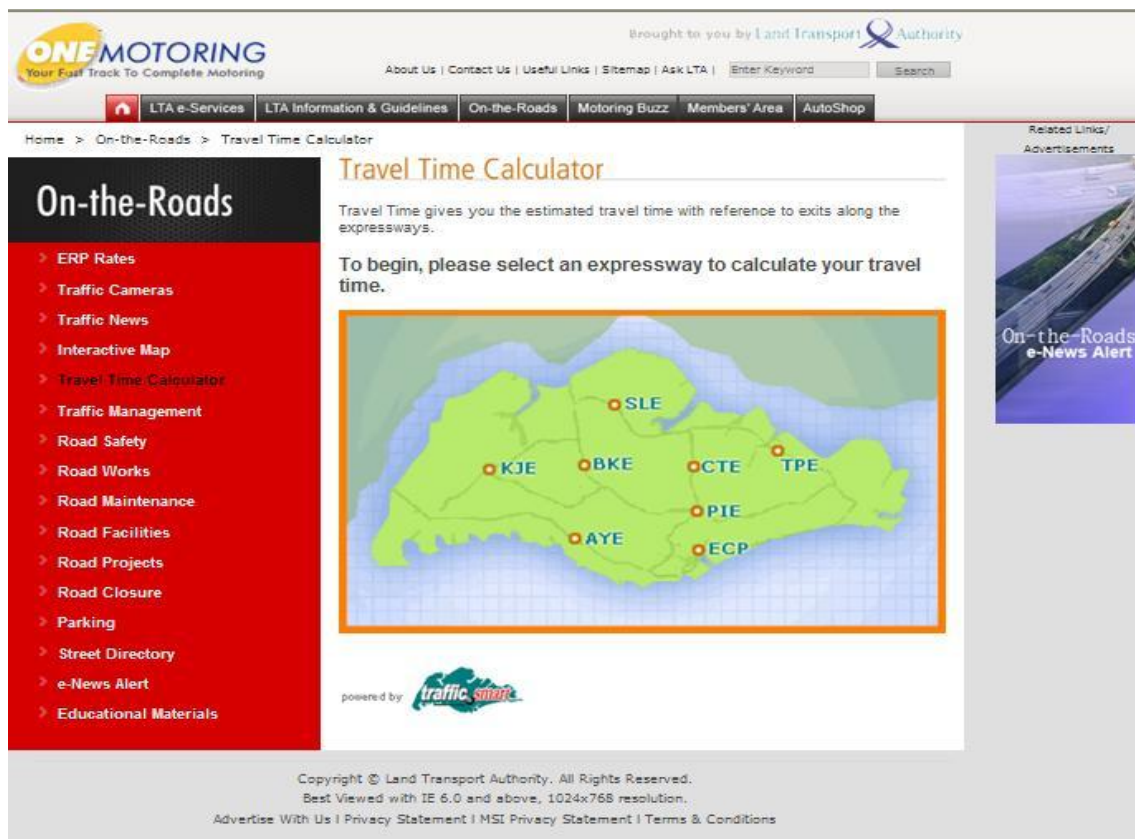 ONEMOTORING
Your Fast Track To Complete Motoring
Brought to you by Land Transport Authority
About Us | Contact Us | Useful Links | Sitemap | Ask LTA | Enter Keyword Search
LTA e-Services LTA Information & Guidelines On-the-Roads Motoring Buzz Members' Area AutoShop
Home > On-the-Roads > Travel Time Calculator
On-the-Roads
ERP Rates
Traffic Cameras
Traffic News
Interactive Map
Travel Time Calculator
Traffic Management
Road Safety
Road Works
Road Maintenance
Road Facilities
Road Projects
Road Closure
Parking
Street Directory
e-News Alert
Educational Materials
Travel Time Calculator
Travel Time gives you the estimated travel time with reference to exits along the
expressways.
To begin, please select an expressway to calculate your travel
time.
SLE
KJE
BKE
CTE
TPE
PIE
AYE
ECP
powered by traffic smart
Related Links/
Advertisements
On-the-Roads
e-News Alert
Copyright © Land Transport Authority. All Rights Reserved.
Best Viewed with IE 6.0 and above, 1024x768 resolution.
Advertise With Us I Privacy Statement I MSI Privacy Statement I Terms & Conditions